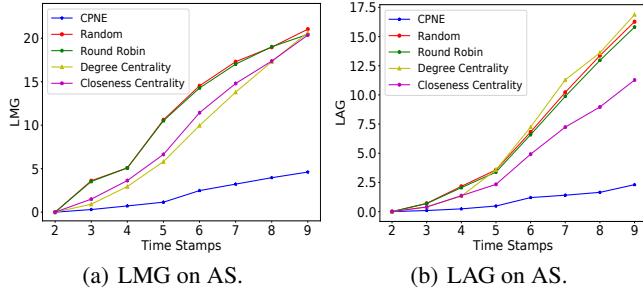 CPNE
Random
Round Robin
Degree Centrality
Closeness Centrality
LMG
20
15
10
5
0
2 3 4 5 6 7 8 9
Time Stamps
(a) LMG on AS.
CPNE
Random
Round Robin
Degree Centrality
Closeness Centrality
LAG
17.5
15.0
12.5
10.0
7.5
5.0
2.5
0.0
2 3 4 5 6 7 8 9
Time Stamps
(b) LAG on AS.